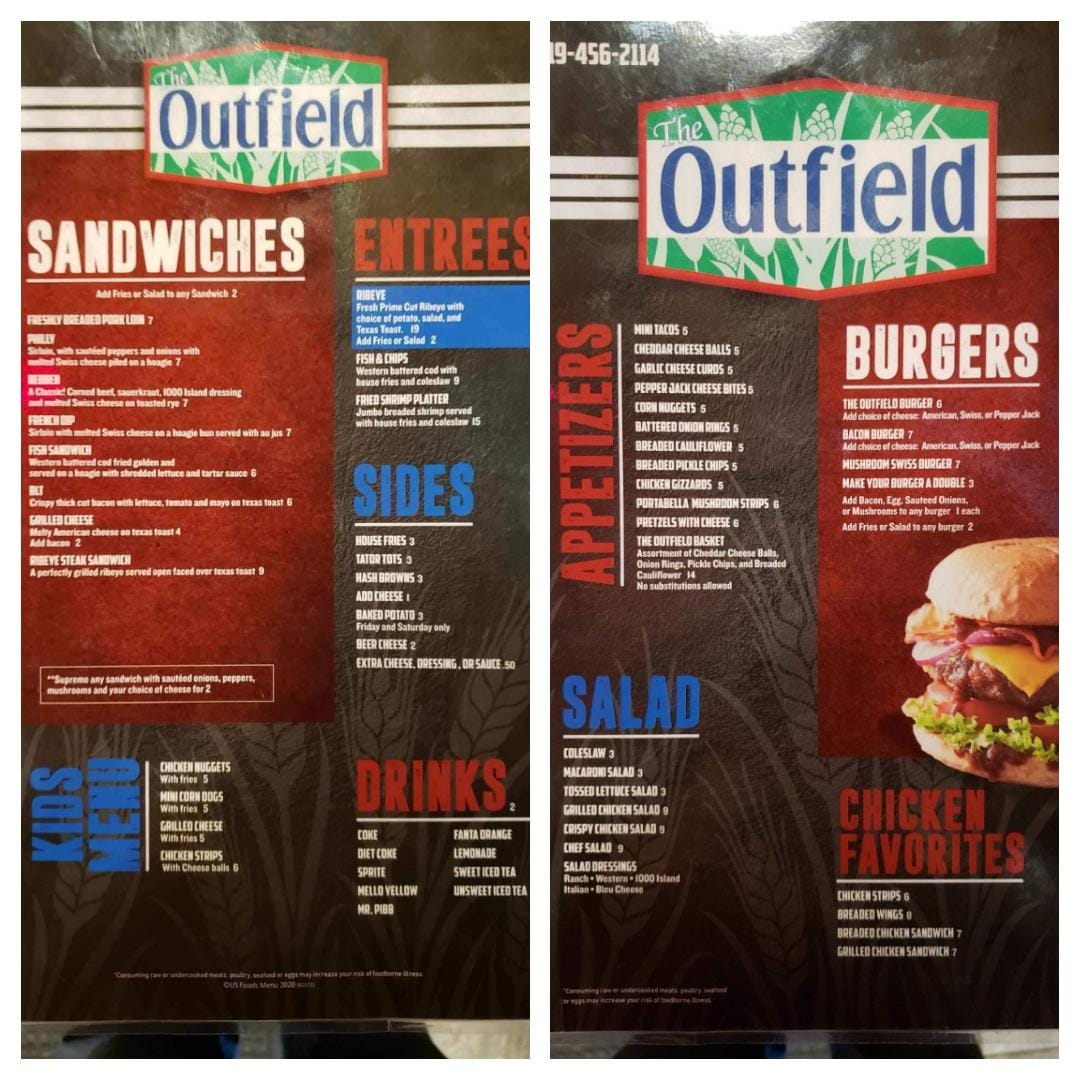 The
Outfield
SANDWICHES
Add Fries or Salad to any Sandwich 2
FRESHLY BREADED PORK LOIN 7
PHILLY
Sirloin, with sautéed peppers and onions with
melted Swiss cheese piled on a hoagie 7
REUBEN
A Classic! Corned beef, sauerkraut, 1000 Island dressing
and melted Swiss cheese on toasted rye 7
FRENCH DIP
Sirloin with melted Swiss cheese on a hoagie bun served with au jus 7
FISH SANDWICH
Western battered cod fried golden and
served on a hoagie with shredded lettuce and tartar sauce 6
BLT
Crispy thick cut bacon with lettuce, tomato and mayo on texas toast 6
GRILLED CHEESE
Melty American cheese on texas toast 4
Add bacon 2
RIBEYE STEAK SANDWICH
A perfectly grilled ribeye served open faced over texas toast 9
**Supreme any sandwich with sautéed onions, peppers,
mushrooms and your choice of cheese for 2
ENTREES
RIBEYE
Fresh Prime Cut Ribeye with
choice of potato, salad, and
Texas Toast. 19
Add Fries or Salad 2
FISH & CHIPS
Western battered cod with
house fries and coleslaw 9
FRIED SHRIMP PLATTER
Jumbo breaded shrimp served
with house fries and coleslaw 15
SIDES
HOUSE FRIES 3
TATOR TOTS 3
HASH BROWNS 3
ADD CHEESE 1
BAKED POTATO 3
Friday and Saturday only
BEER CHEESE 2
EXTRA CHEESE, DRESSING, OR SAUCE .50
KIDS
MENU
CHICKEN NUGGETS
With fries 5
MINI CORN DOGS
With fries 5
GRILLED CHEESE
With fries 5
CHICKEN STRIPS
With Cheese balls 6
DRINKS 2
COKE
DIET COKE
SPRITE
MELLO YELLOW
MR. PIBB
FANTA ORANGE
LEMONADE
SWEET ICED TEA
UNSWEET ICED TEA
*Consuming raw or undercooked meats, poultry, seafood or eggs may increase your risk of foodborne illness.
©US Foods Menu 2020
19-456-2114
The
Outfield
APPETIZERS
MINI TACOS 5
CHEDDAR CHEESE BALLS 5
GARLIC CHEESE CURDS 5
PEPPER JACK CHEESE BITES 5
CORN NUGGETS 5
BATTERED ONION RINGS 5
BREADED CAULIFLOWER 5
BREADED PICKLE CHIPS 5
CHICKEN GIZZARDS 5
PORTABELLA MUSHROOM STRIPS 6
PRETZELS WITH CHEESE 6
THE OUTFIELD BASKET
Assortment of Cheddar Cheese Balls,
Onion Rings, Pickle Chips, and Breaded
Cauliflower 14
No substitutions allowed
BURGERS
THE OUTFIELD BURGER 6
Add choice of cheese: American, Swiss, or Pepper Jack
BACON BURGER 7
Add choice of cheese: American, Swiss, or Pepper Jack
MUSHROOM SWISS BURGER 7
MAKE YOUR BURGER A DOUBLE 3
Add Bacon, Egg, Sauteed Onions,
or Mushrooms to any burger 1 each
Add Fries or Salad to any burger 2
SALAD
COLESLAW 3
MACARONI SALAD 3
TOSSED LETTUCE SALAD 3
GRILLED CHICKEN SALAD 9
CRISPY CHICKEN SALAD 9
CHEF SALAD 9
SALAD DRESSINGS
Ranch • Western • 1000 Island
Italian • Bleu Cheese
CHICKEN
FAVORITES
CHICKEN STRIPS 6
BREADED WINGS 8
BREADED CHICKEN SANDWICH 7
GRILLED CHICKEN SANDWICH 7
*Consuming raw or undercooked meats, poultry, seafood
or eggs may increase your risk of foodborne illness.